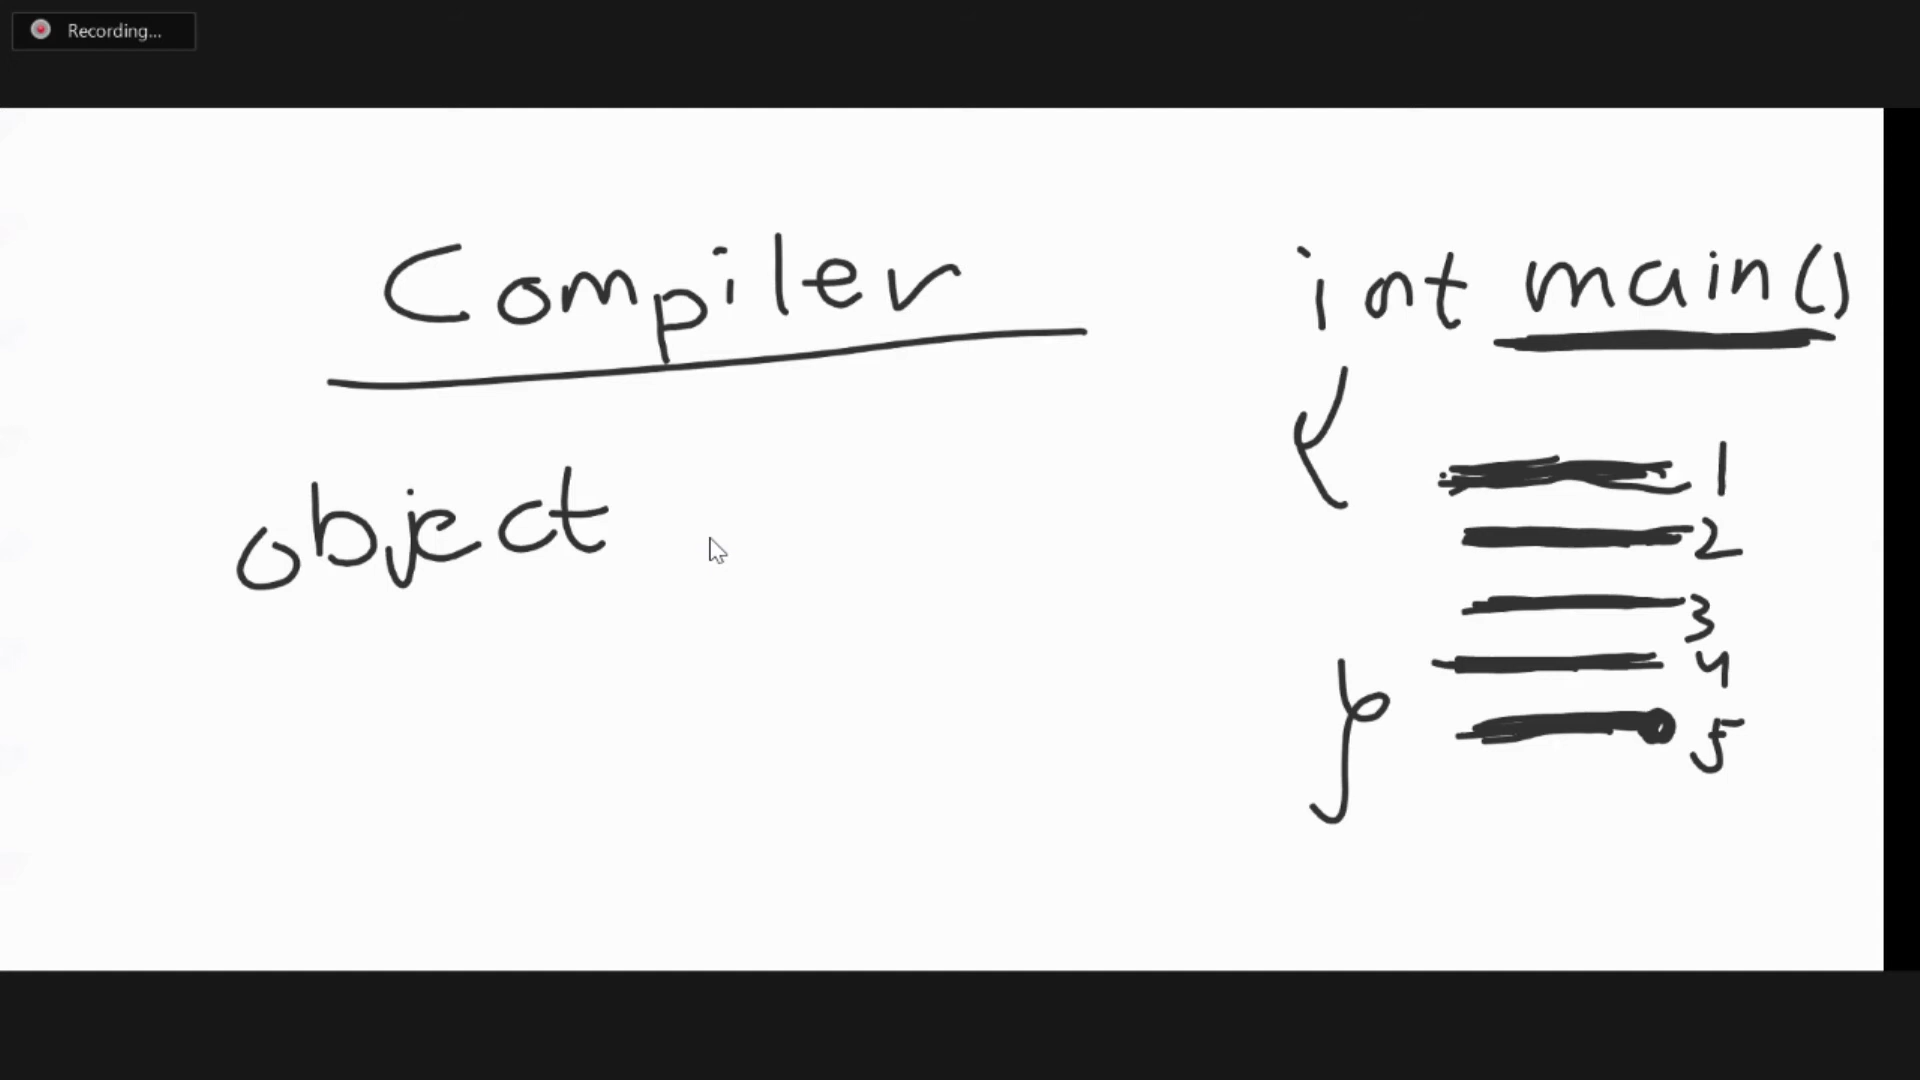 Recording...
Compiler
object
int main()
{
1
2
3
4
5
}